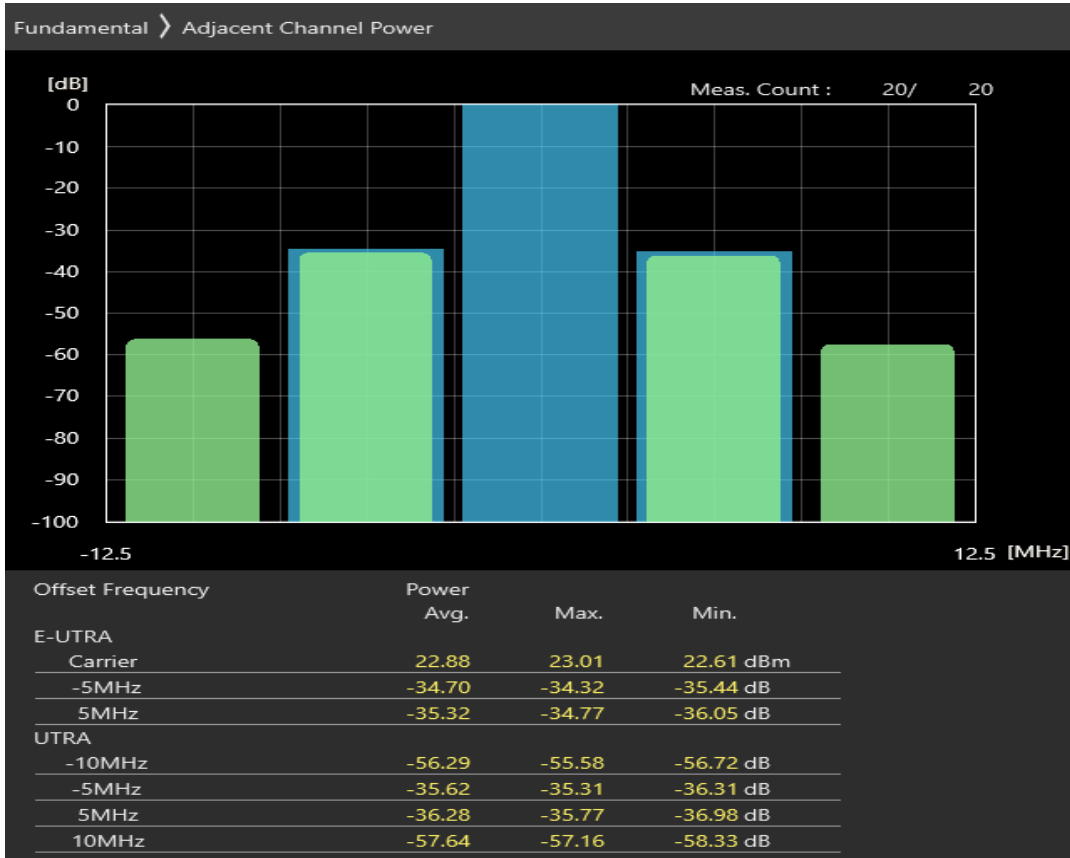 Fundamental 〉 Adjacent Channel Power
[dB]
Meas. Count : 20/ 20
0
-10
-20
-30
-40
-50
-60
-70
-80
-90
-100
-12.5 12.5 [MHz]
Offset Frequency Power
Avg. Max. Min.
E-UTRA
Carrier 22.88 23.01 22.61 dBm
-5MHz -34.70 -34.32 -35.44 dB
5MHz -35.32 -34.77 -36.05 dB
UTRA
-10MHz -56.29 -55.58 -56.72 dB
-5MHz -35.62 -35.31 -36.31 dB
5MHz -36.28 -35.77 -36.98 dB
10MHz -57.64 -57.16 -58.33 dB